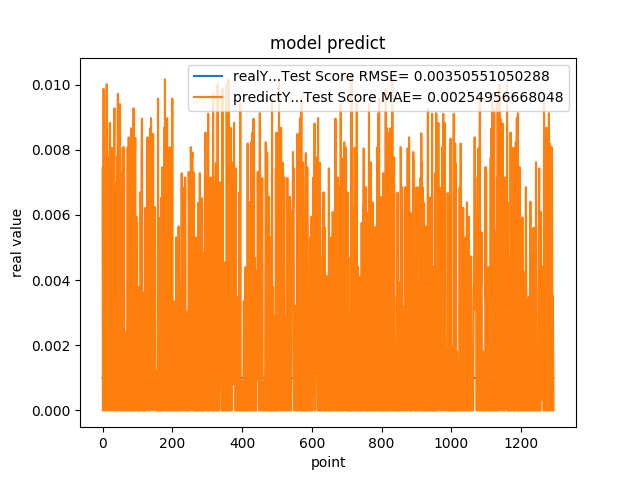 model predict
realY...Test Score RMSE= 0.00350551050288
predictY...Test Score MAE= 0.00254956668048
real value
0.010
0.008
0.006
0.004
0.002
0.000
0 200 400 600 800 1000 1200
point